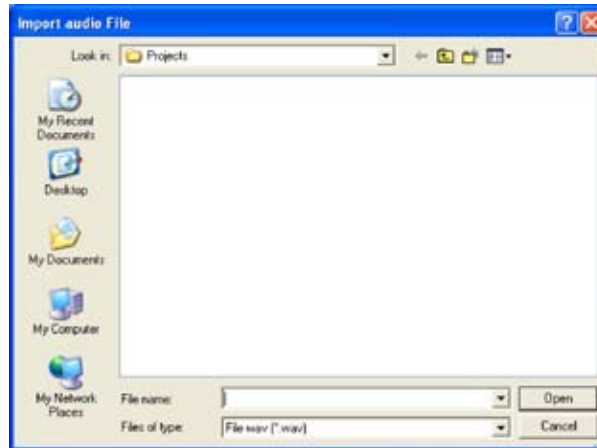 Import audio File
Look in: Projects
My Recent
Documents
Desktop
My Documents
My Computer
My Network
Places
File name:
Open
Files of type:
File wav (*.wav)
Cancel